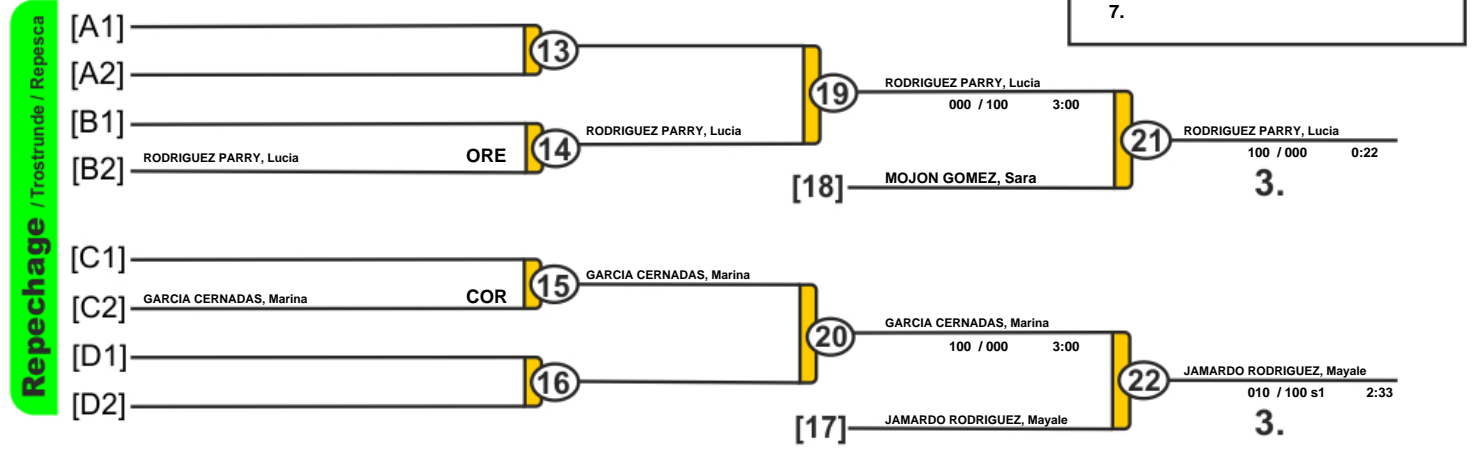 7.
Repechage / Trostrunde / Repesca
[A1]
[A2]
13
[B1]
[B2] RODRIGUEZ PARRY, Lucia ORE
14 RODRIGUEZ PARRY, Lucia
19 RODRIGUEZ PARRY, Lucia
000 / 100 3:00
[18] MOJON GOMEZ, Sara
21 RODRIGUEZ PARRY, Lucia
100 / 000 0:22
3.
[C1]
[C2] GARCIA CERNADAS, Marina COR
15 GARCIA CERNADAS, Marina
[D1]
[D2]
16
20 GARCIA CERNADAS, Marina
100 / 000 3:00
[17] JAMARDO RODRIGUEZ, Mayale
22 JAMARDO RODRIGUEZ, Mayale
010 / 100 s1 2:33
3.